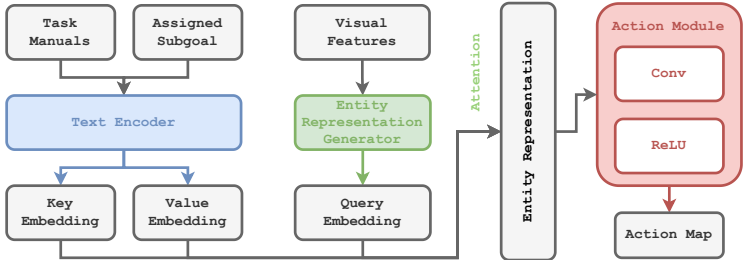 Task
Manuals
Assigned
Subgoal
Visual
Features
Text Encoder
Entity
Representation
Generator
Key
Embedding
Value
Embedding
Query
Embedding
Attention
Entity Representation
Action Module
Conv
ReLU
Action Map